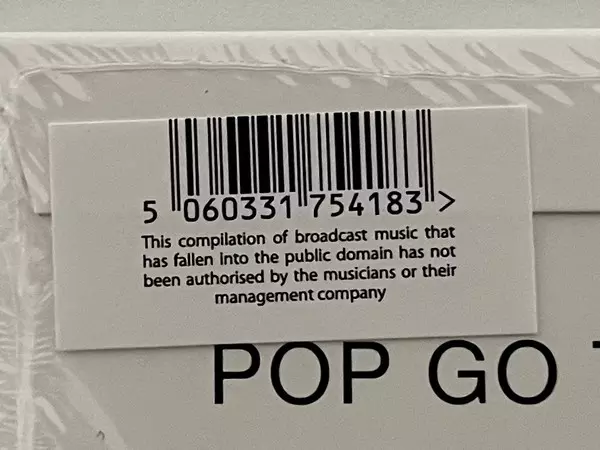 5 060331 754183 >
This compilation of broadcast music that
has fallen into the public domain has not
been authorised by the musicians or their
management company
POP GO